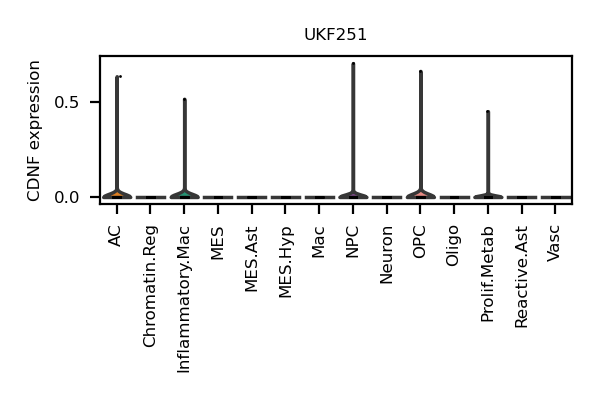 UKF251
CDNF expression
0.5
0.0
AC
Chromatin.Reg
Inflammatory.Mac
MES
MES.Ast
MES.Hyp
Mac
NPC
Neuron
OPC
Oligo
Prolif.Metab
Reactive.Ast
Vasc